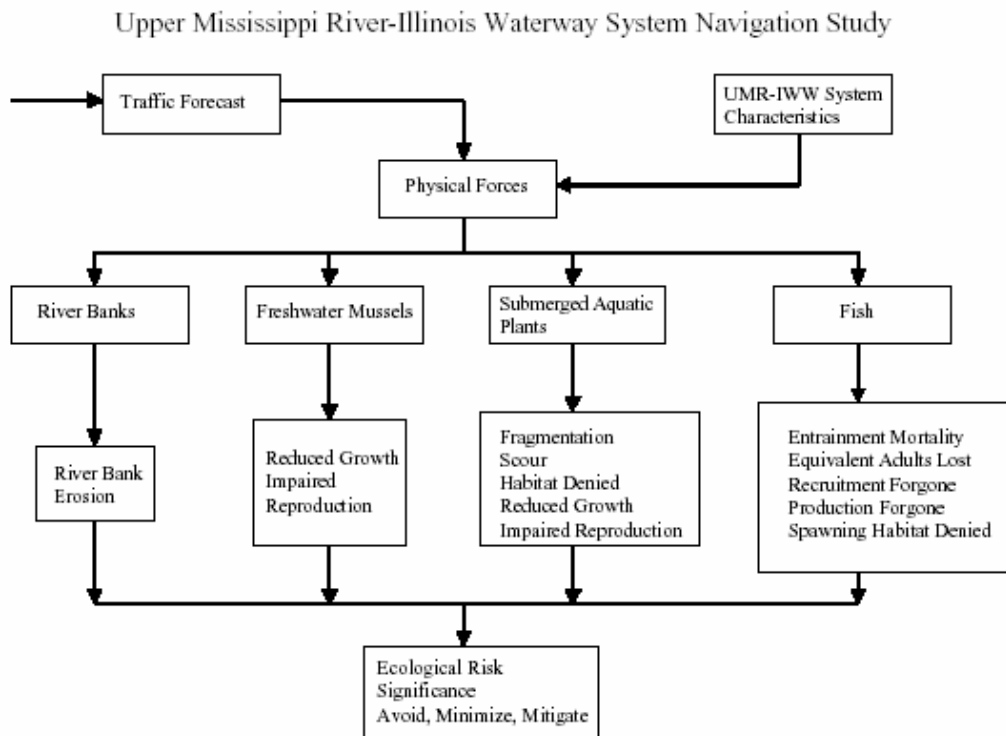 Upper Mississippi River-Illinois Waterway System Navigation Study
Traffic Forecast
UMR-IWW System
Characteristics
Physical Forces
River Banks
Freshwater Mussels
Submerged Aquatic
Plants
Fish
River Bank
Erosion
Reduced Growth
Impaired
Reproduction
Fragmentation
Scour
Habitat Denied
Reduced Growth
Impaired Reproduction
Entrainment Mortality
Equivalent Adults Lost
Recruitment Forgone
Production Forgone
Spawning Habitat Denied
Ecological Risk
Significance
Avoid, Minimize, Mitigate